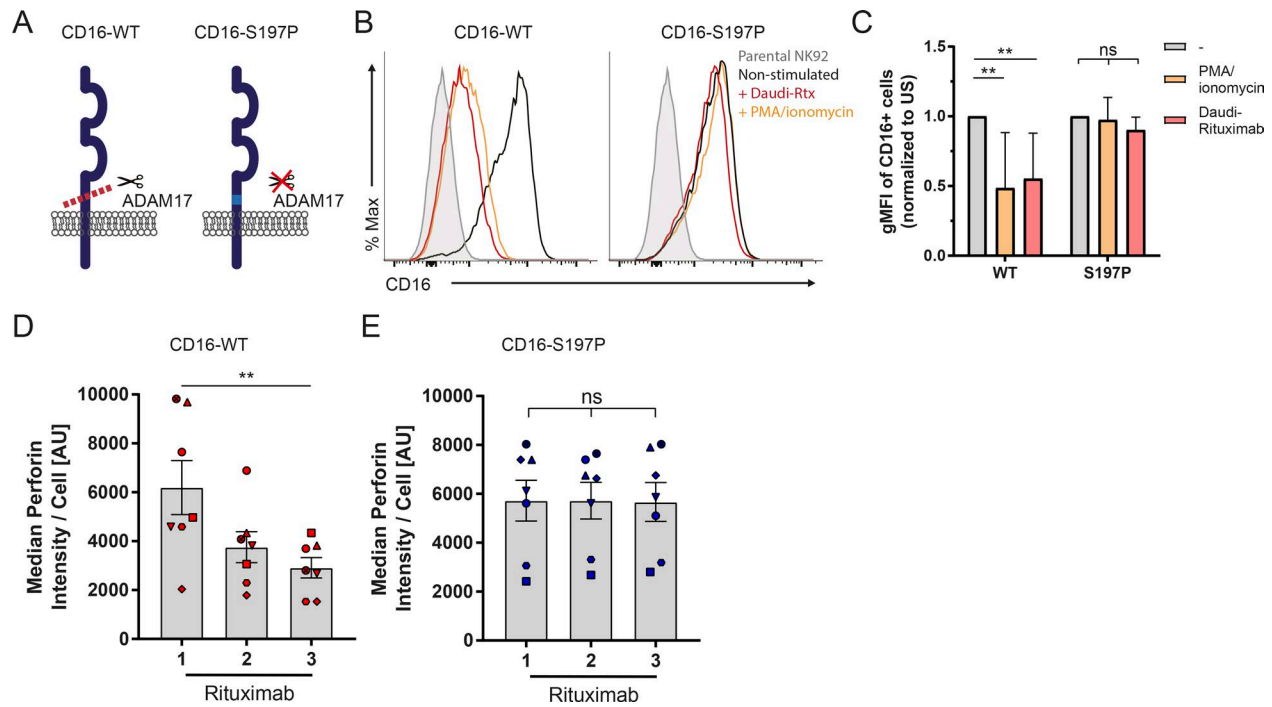 A
CD16-WT
CD16-S197P
ADAM17
ADAM17
B
CD16-WT
CD16-S197P
Parental NK92
Non-stimulated
+ Daudi-Rtx
+ PMA/ionomycin
% Max
CD16
C
gMFI of CD16+ cells
(normalized to US)
1.5
1.0
0.5
0.0
**
**
ns
WT
S197P
-
PMA/
ionomycin
Daudi-
Rituximab
D
CD16-WT
**
Median Perforin
Intensity / Cell [AU]
10000
8000
6000
4000
2000
0
1 2 3
Rituximab
E
CD16-S197P
ns
Median Perforin
Intensity / Cell [AU]
10000
8000
6000
4000
2000
0
1 2 3
Rituximab